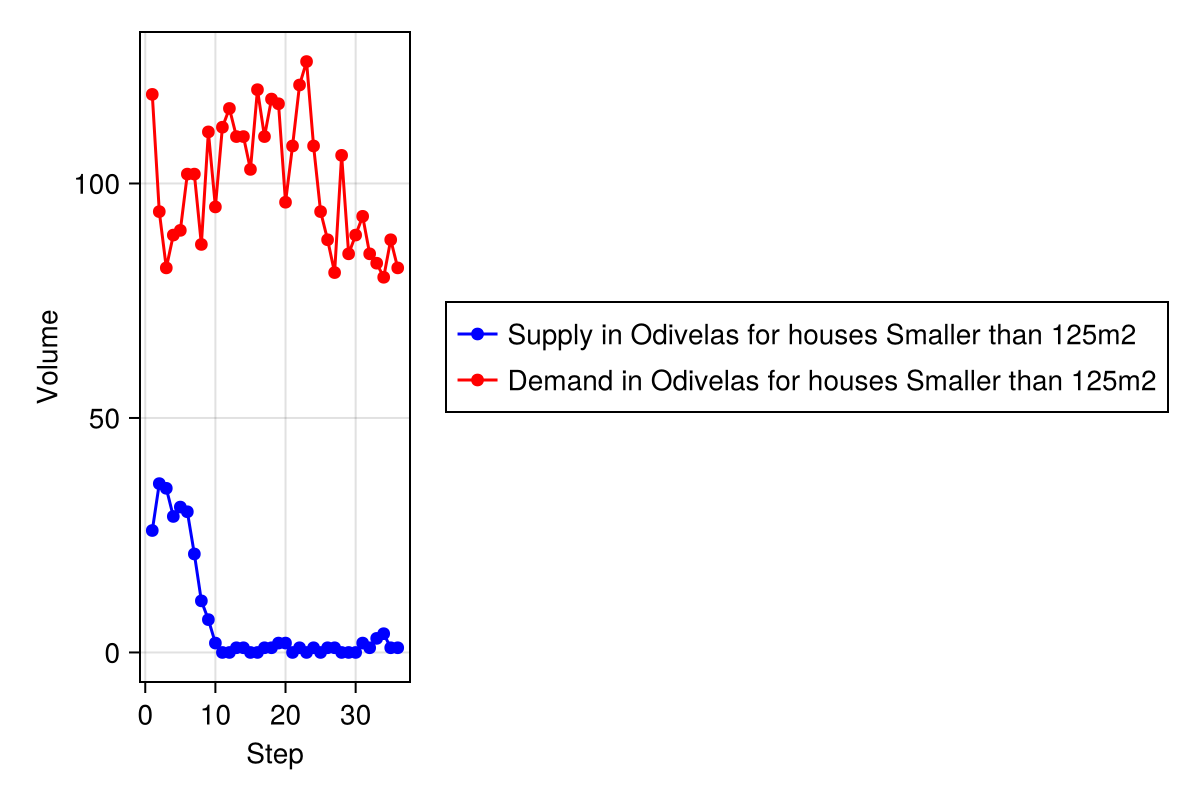 100
50
0
Volume
0 10 20 30
Step
Supply in Odivelas for houses Smaller than 125m2
Demand in Odivelas for houses Smaller than 125m2